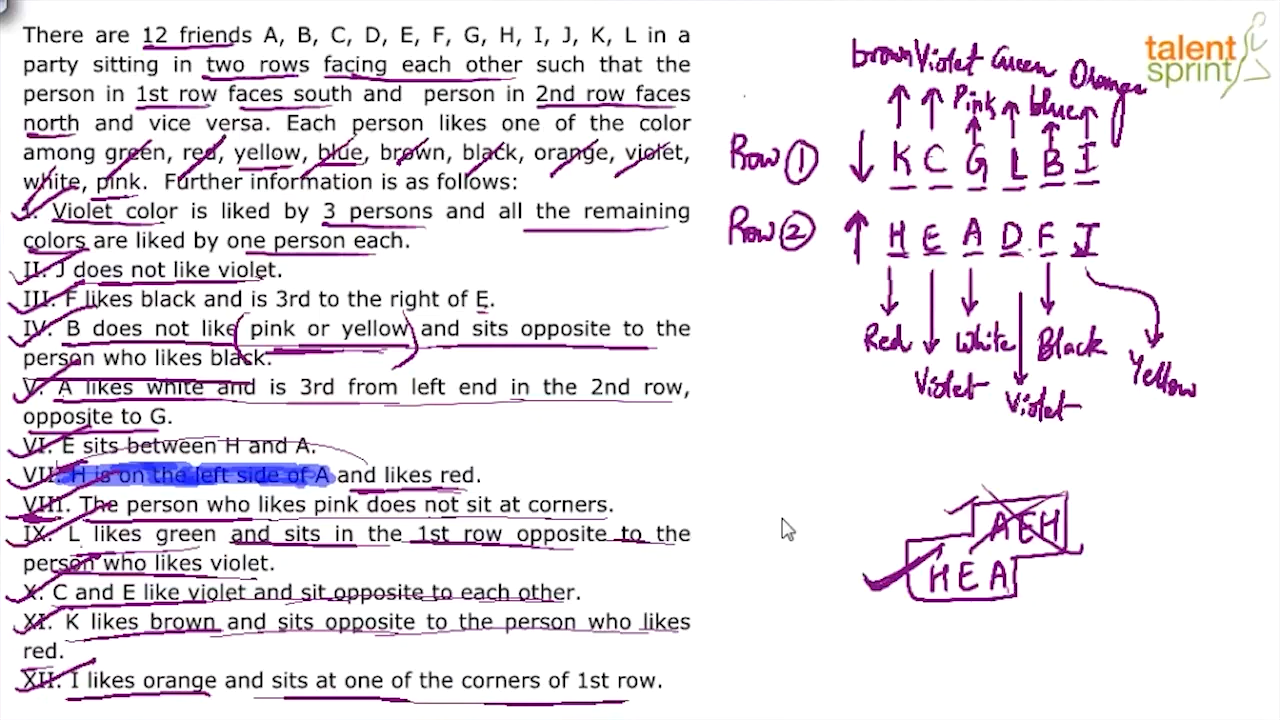 There are 12 friends A, B, C, D, E, F, G, H, I, J, K, L in a
party sitting in two rows facing each other such that the
person in 1st row faces south and person in 2nd row faces
north and vice versa. Each person likes one of the color
among green, red, yellow, blue, brown, black, orange, violet,
white, pink. Further information is as follows:
I. Violet color is liked by 3 persons and all the remaining
colors are liked by one person each.
II. J does not like violet.
III. F likes black and is 3rd to the right of E.
IV. B does not like pink or yellow and sits opposite to the
person who likes black.
V. A likes white and is 3rd from left end in the 2nd row,
opposite to G.
VI. E sits between H and A.
VII. H is on the left side of A and likes red.
VIII. The person who likes pink does not sit at corners.
IX. L likes green and sits in the 1st row opposite to the
person who likes violet.
X. C and E like violet and sit opposite to each other.
XI. K likes brown and sits opposite to the person who likes
red.
XII. I likes orange and sits at one of the corners of 1st row.
talent
sprint
brown Violet Green Orange
Pink blue
Row 1 K C G L B I
Row 2 H E A D F J
Red White Black Yellow
Violet Violet
A E H
H E A